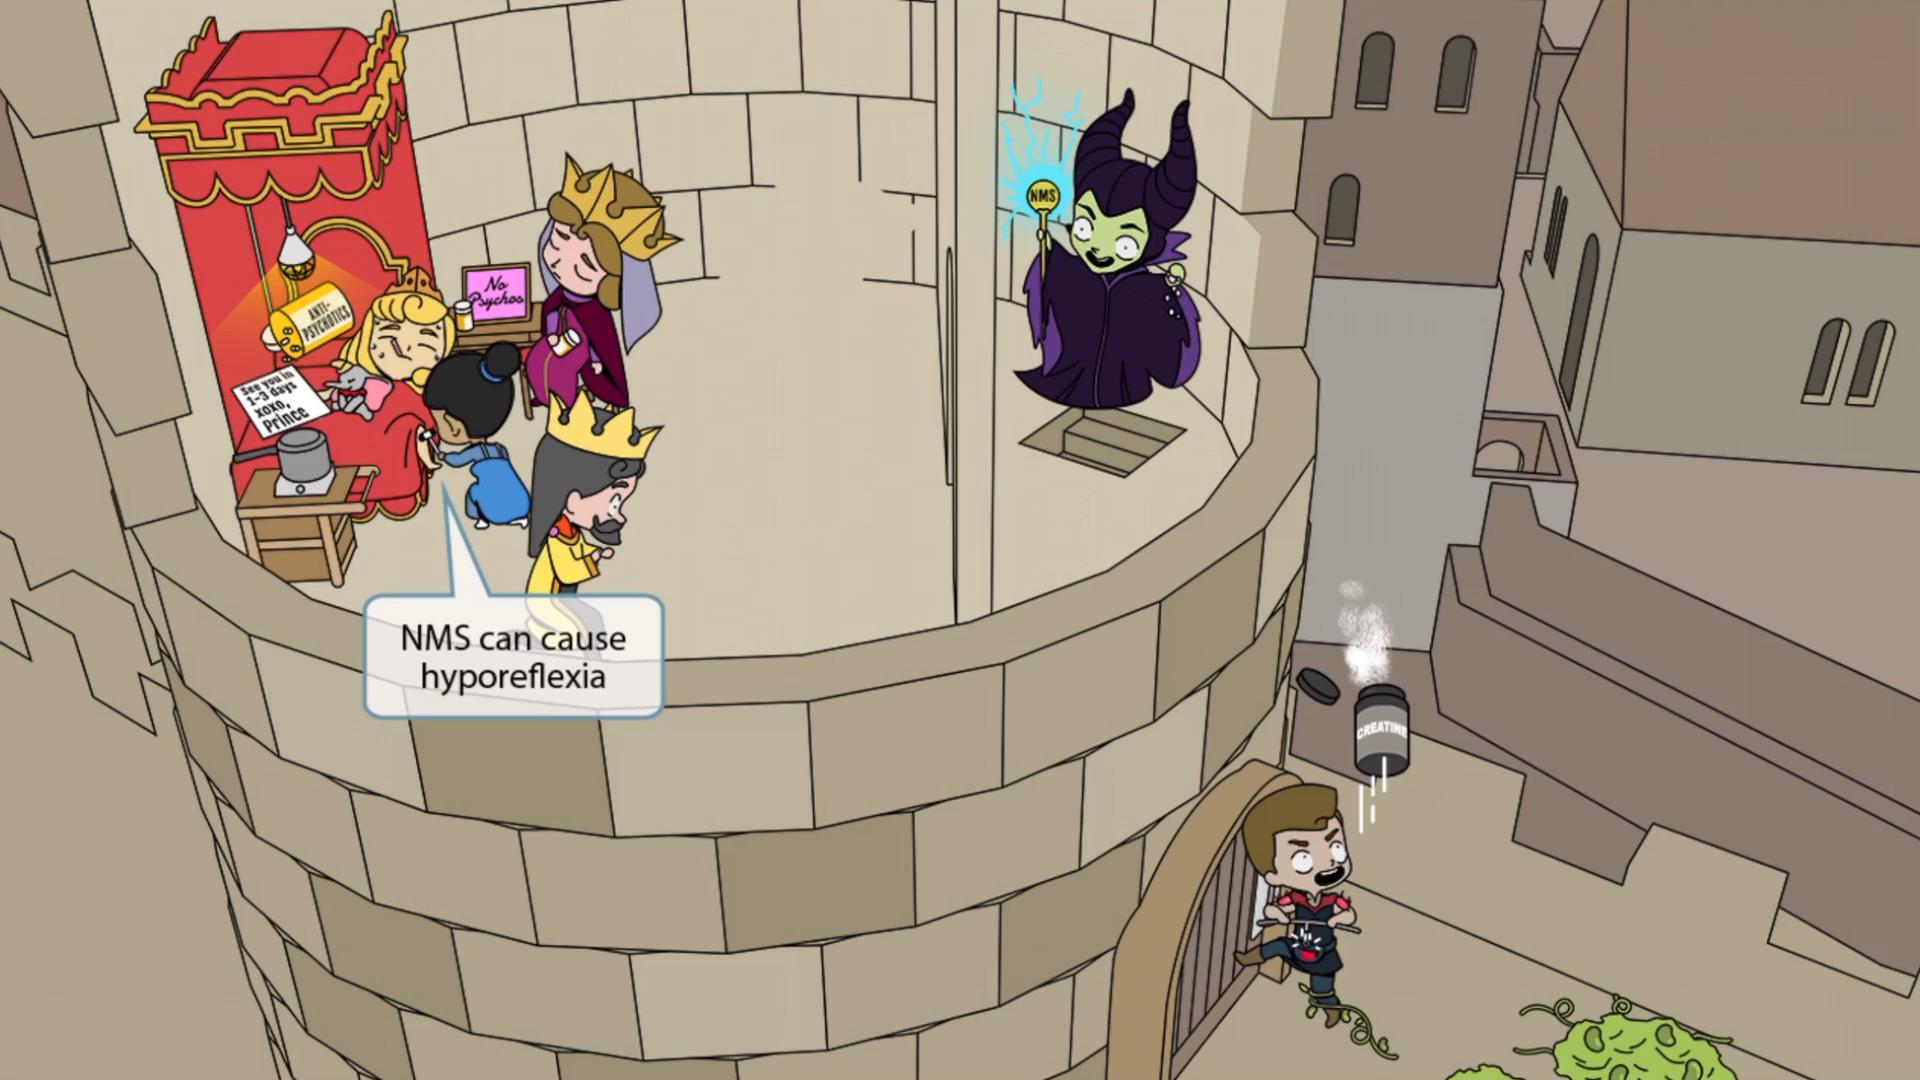 NMS
No
Psychos
ANTI-
PSYCHOTICS
See you in
1-3 days
xoxo,
Prince
NMS can cause
hyporeflexia
CREATINE